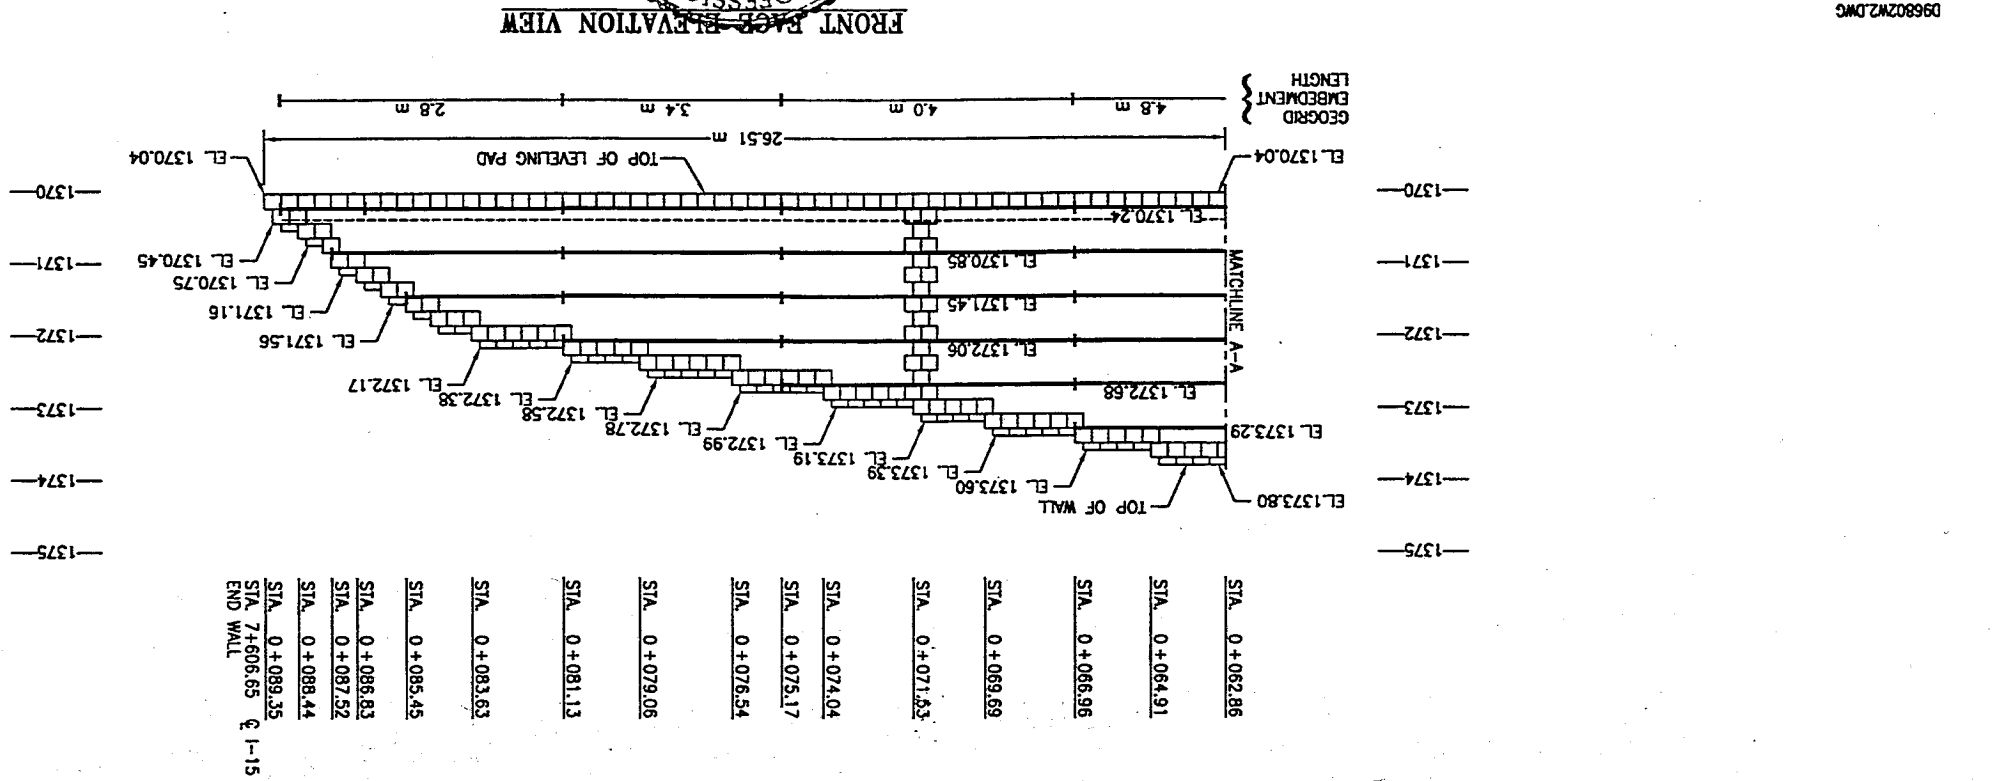 STA. 7+606.65 ℄ I-15
END WALL
STA. 0+089.35
STA. 0+088.44
STA. 0+087.52
STA. 0+086.83
STA. 0+085.45
STA. 0+083.63
STA. 0+081.13
STA. 0+079.06
STA. 0+076.54
STA. 0+075.17
STA. 0+074.04
STA. 0+071.53
STA. 0+069.69
STA. 0+066.96
STA. 0+064.91
STA. 0+062.86
1375
1375
1374
1374
EL.1373.80
TOP OF WALL
EL. 1373.60
EL. 1373.39
EL. 1373.19
EL. 1372.99
EL. 1372.78
EL. 1372.58
EL. 1372.38
EL. 1372.17
EL. 1373.29
1373
1373
EL. 1372.68
MATCHLINE A-A
EL. 1372.06
1372
1372
EL. 1371.56
EL. 1371.45
EL. 1371.16
1371
1371
EL. 1370.85
EL. 1370.75
EL. 1370.45
EL. 1370.24
1370
1370
EL.1370.04
TOP OF LEVELING PAD
EL. 1370.04
26.51 m
GEOGRID
EMBEDMENT
LENGTH
4.8 m
4.0 m
3.4 m
2.8 m
FRONT FACE ELEVATION VIEW
D96802W2.DWG